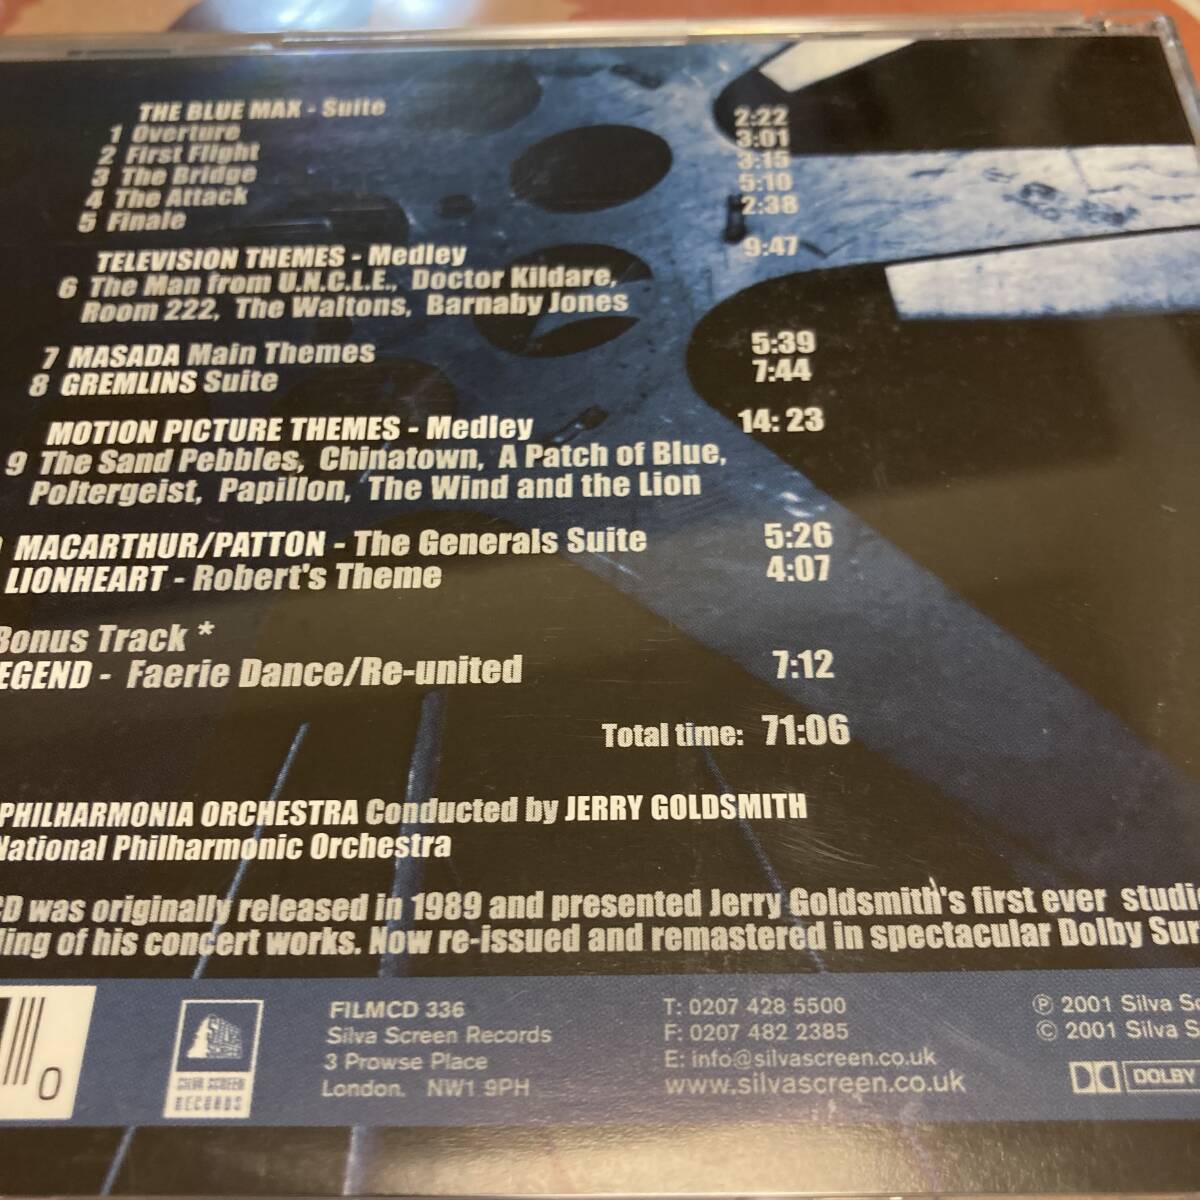 THE BLUE MAX - Suite
1 Overture 2:22
2 First Flight 3:01
3 The Bridge 3:15
4 The Attack 5:10
5 Finale 2:38
TELEVISION THEMES - Medley 9:47
6 The Man from U.N.C.L.E., Doctor Kildare,
Room 222, The Waltons, Barnaby Jones
7 MASADA Main Themes 5:39
8 GREMLINS Suite 7:44
MOTION PICTURE THEMES - Medley 14: 23
9 The Sand Pebbles, Chinatown, A Patch of Blue,
Poltergeist, Papillon, The Wind and the Lion
MACARTHUR/PATTON - The Generals Suite 5:26
LIONHEART - Robert's Theme 4:07
Bonus Track *
EGEND - Faerie Dance/Re-united 7:12
Total time: 71:06
PHILHARMONIA ORCHESTRA Conducted by JERRY GOLDSMITH
National Philharmonic Orchestra
CD was originally released in 1989 and presented Jerry Goldsmith's first ever studi
ding of his concert works. Now re-issued and remastered in spectacular Dolby Sur
0
SILVA SCREEN
RECORDS
FILMCD 336
Silva Screen Records
3 Prowse Place
London. NW1 9PH
T: 0207 428 5500
F: 0207 482 2385
E: info@silvascreen.co.uk
www.silvascreen.co.uk
℗ 2001 Silva Sc
© 2001 Silva S
DOLBY